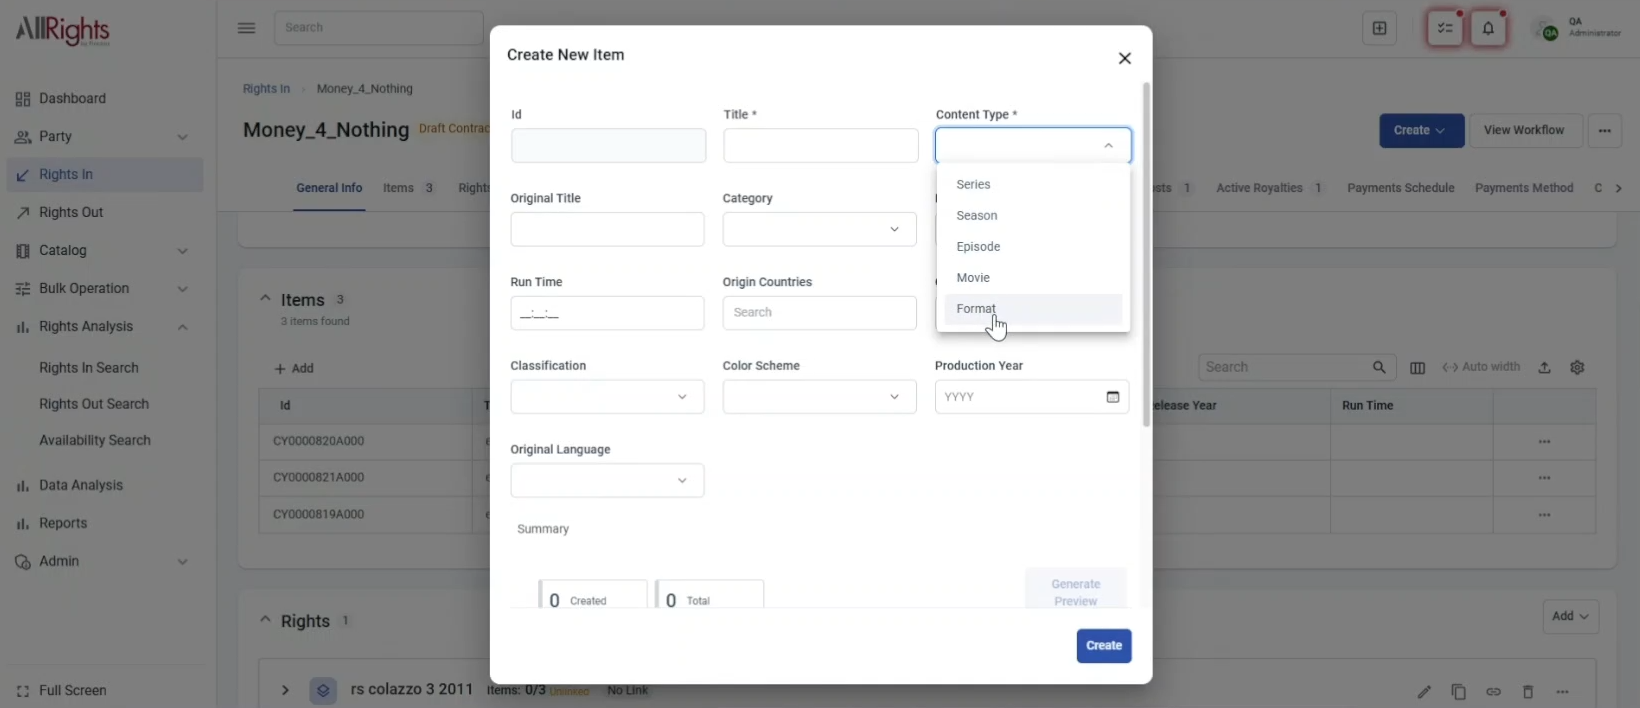 AllRights
by Fincons
Search
QA
QA
Administrator
Dashboard
Party
Rights In
Rights Out
Catalog
Bulk Operation
Rights Analysis
Rights In Search
Rights Out Search
Availability Search
Data Analysis
Reports
Admin
Full Screen
Rights In › Money_4_Nothing
Money_4_Nothing Draft Contrac
Create
View Workflow
General Info Items 3 Rights
osts 1 Active Royalties 1 Payments Schedule Payments Method C
Items 3
3 items found
+ Add
Search
Auto width
Id T
elease Year Run Time
CY0000820A000 e
CY0000821A000 e
CY0000819A000 e
Rights 1
Add
rs colazzo 3 2011 Items: 0/3 Unlinked No Link
Create New Item
Id Title * Content Type *
Series
Season
Episode
Movie
Format
Original Title Category
Run Time Origin Countries
__:__:__ Search
Classification Color Scheme Production Year
YYYY
Original Language
Summary
0 Created 0 Total
Generate
Preview
Create